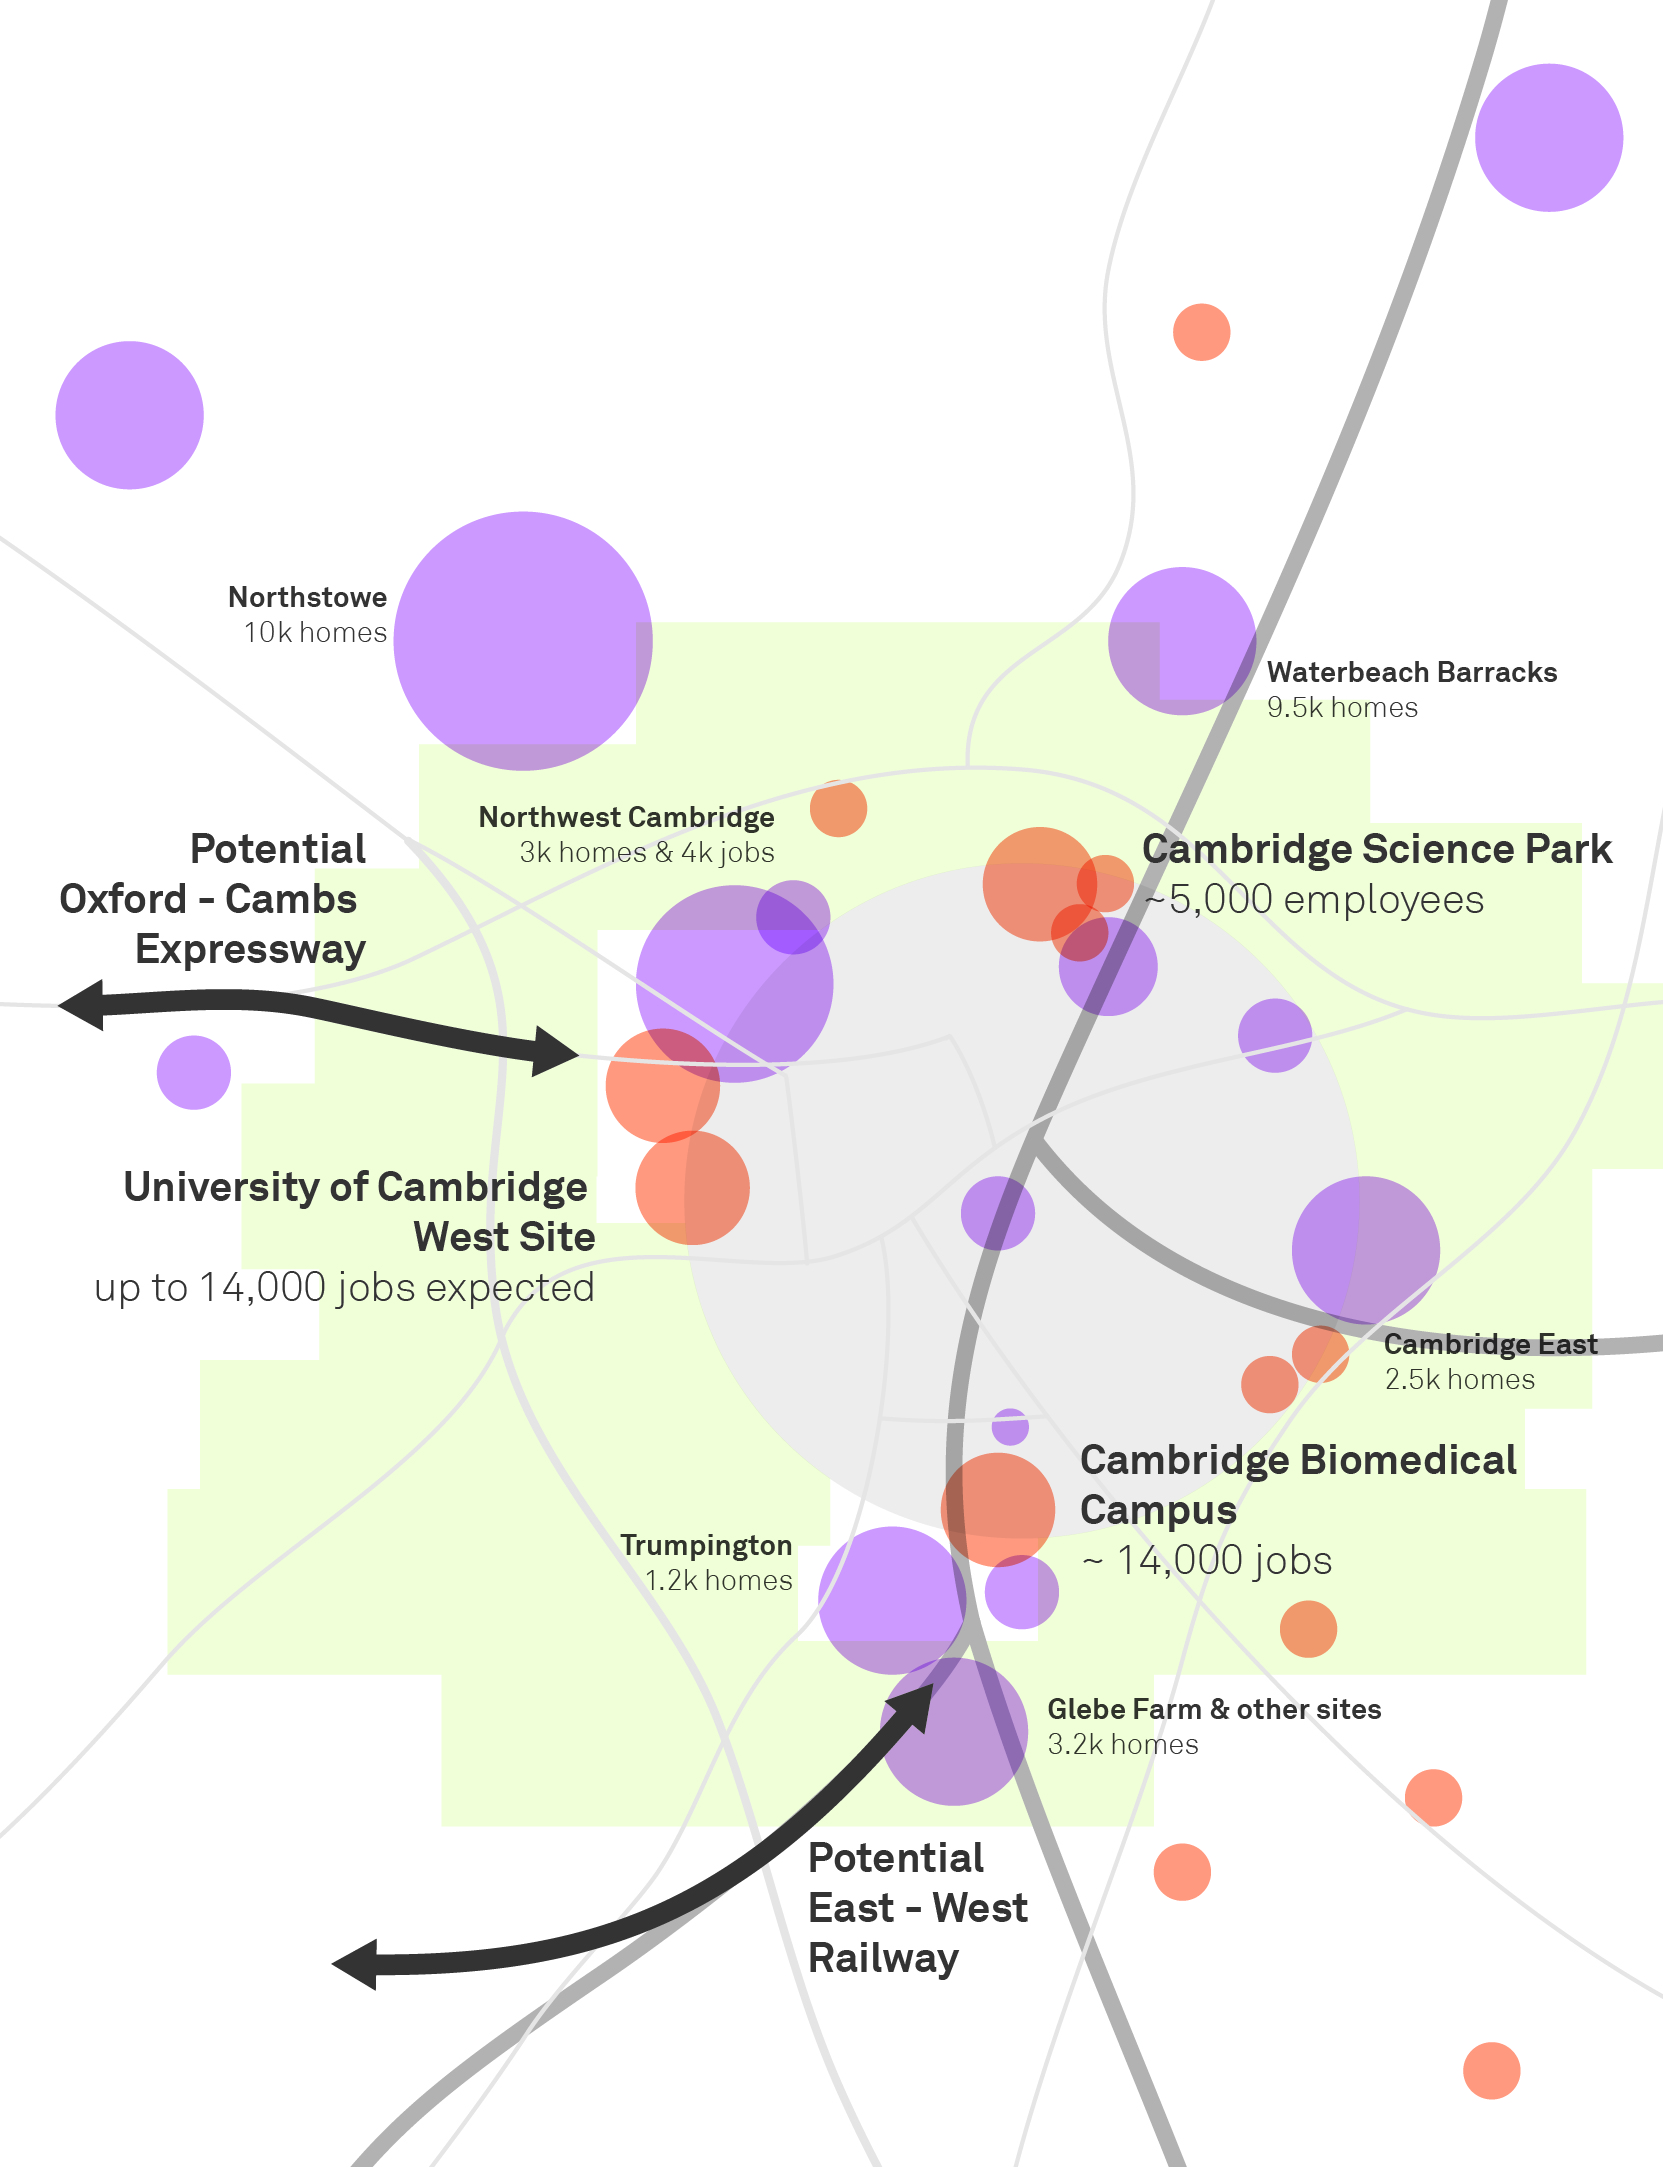 Northstowe
10k homes
Waterbeach Barracks
9.5k homes
Northwest Cambridge
3k homes & 4k jobs
Potential
Oxford - Cambs
Expressway
Cambridge Science Park
~5,000 employees
University of Cambridge
West Site
up to 14,000 jobs expected
Cambridge East
2.5k homes
Cambridge Biomedical
Campus
~ 14,000 jobs
Trumpington
1.2k homes
Glebe Farm & other sites
3.2k homes
Potential
East - West
Railway